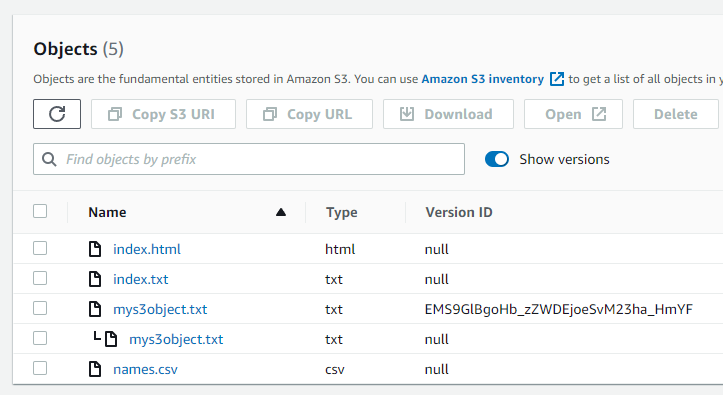 Objects (5)
Objects are the fundamental entities stored in Amazon S3. You can use Amazon S3 inventory to get a list of all objects in
Copy S3 URI Copy URL Download Open Delete
Find objects by prefix Show versions
Name Type Version ID
index.html html null
index.txt txt null
mys3object.txt txt EMS9GlBgoHb_zZWDEjoeSvM23ha_HmYF
mys3object.txt txt null
names.csv csv null